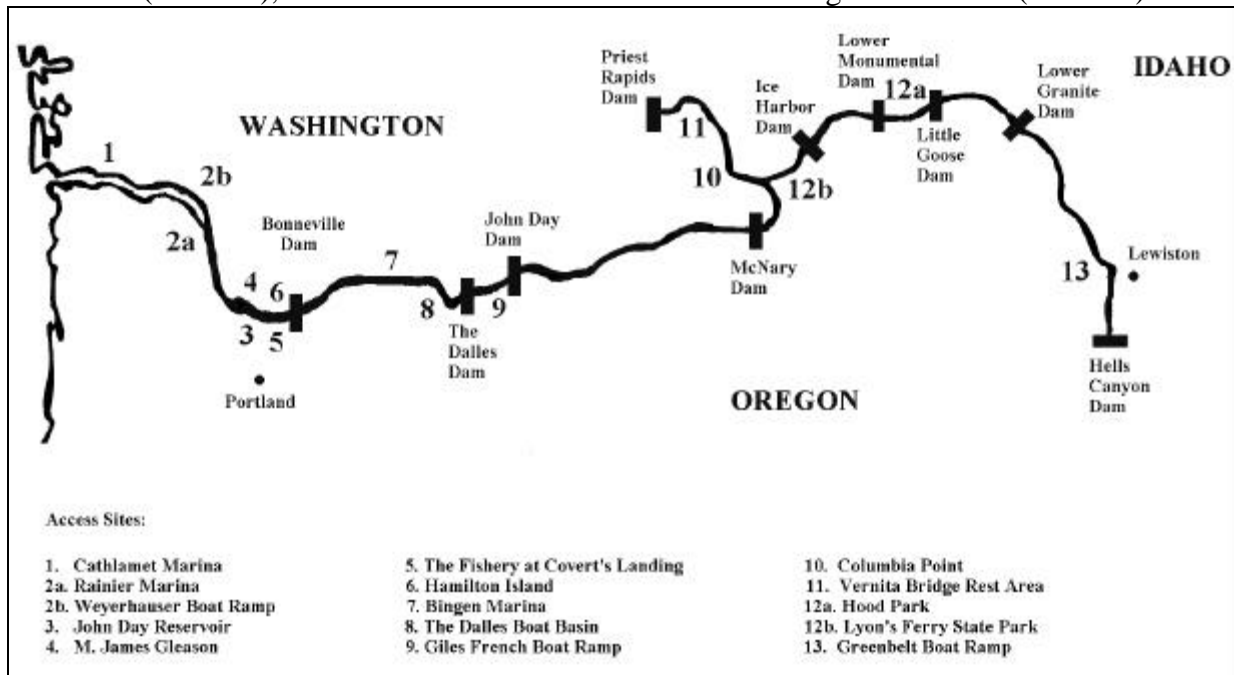 Priest
Rapids
Dam
Lower
Monumental
Dam
IDAHO
Lower
Granite
Dam
Ice
Harbor
Dam
12a
WASHINGTON
11
Little
Goose
Dam
1
2b
10
12b
2a
Bonneville
Dam
John Day
Dam
7
McNary
Dam
13
Lewiston
4
6
8
9
3
5
The
Dalles
Dam
Hells
Canyon
Dam
Portland
OREGON
Access Sites:
1. Cathlamet Marina
2a. Rainier Marina
2b. Weyerhauser Boat Ramp
3. John Day Reservoir
4. M. James Gleason
5. The Fishery at Covert's Landing
6. Hamilton Island
7. Bingen Marina
8. The Dalles Boat Basin
9. Giles French Boat Ramp
10. Columbia Point
11. Vernita Bridge Rest Area
12a. Hood Park
12b. Lyon's Ferry State Park
13. Greenbelt Boat Ramp